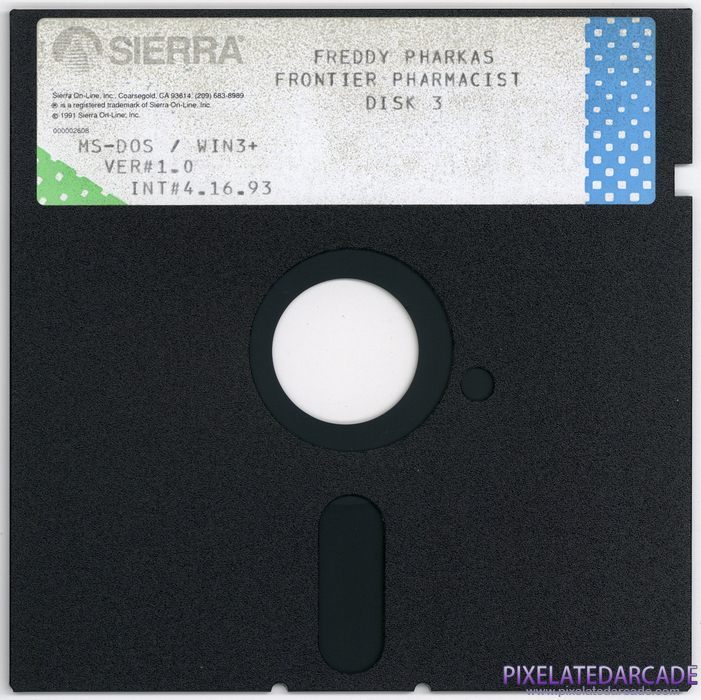 SIERRA®
FREDDY PHARKAS
FRONTIER PHARMACIST
DISK 3
Sierra On-Line, Inc., Coarsegold, CA 93614, (209) 683-8989
® is a registered trademark of Sierra On-Line, Inc.
© 1991 Sierra On-Line, Inc.
000002608
MS-DOS / WIN3+
VER#1.0
INT#4.16.93
PIXELATEDARCADE
www.pixelatedarcade.com